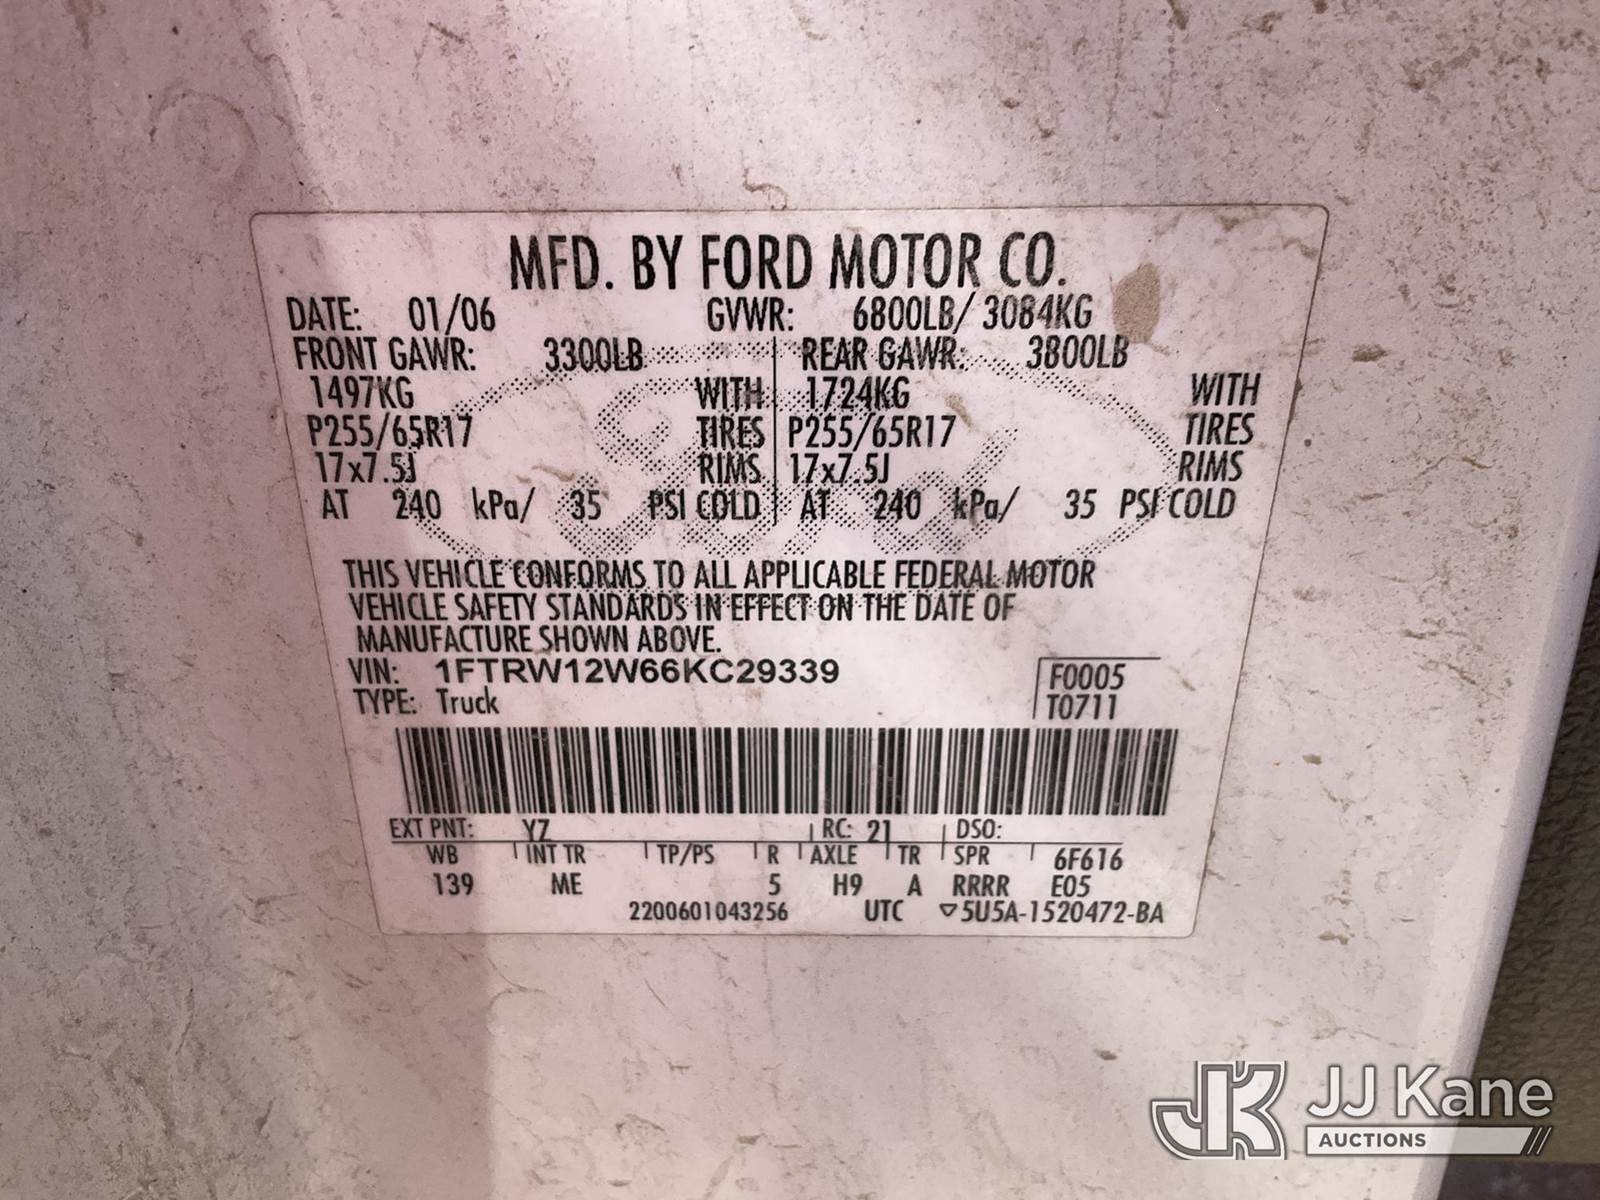 MFD. BY FORD MOTOR CO.
DATE: 01/06 GVWR: 6800LB/ 3084KG
FRONT GAWR: 3300LB REAR GAWR: 3800LB
1497KG WITH 1724KG WITH
P255/65R17 TIRES P255/65R17 TIRES
17x7.5J RIMS 17x7.5J RIMS
AT 240 kPa/ 35 PSI COLD AT 240 kPa/ 35 PSI COLD
Ford
THIS VEHICLE CONFORMS TO ALL APPLICABLE FEDERAL MOTOR
VEHICLE SAFETY STANDARDS IN EFFECT ON THE DATE OF
MANUFACTURE SHOWN ABOVE.
VIN: 1FTRW12W66KC29339 F0005
TYPE: Truck T0711
EXT PNT: YZ RC: 21 DSO:
WB INT TR TP/PS R AXLE TR SPR 6F616
139 ME 5 H9 A RRRR E05
2200601043256 UTC ▽5U5A-1520472-BA
JK JJ Kane
AUCTIONS